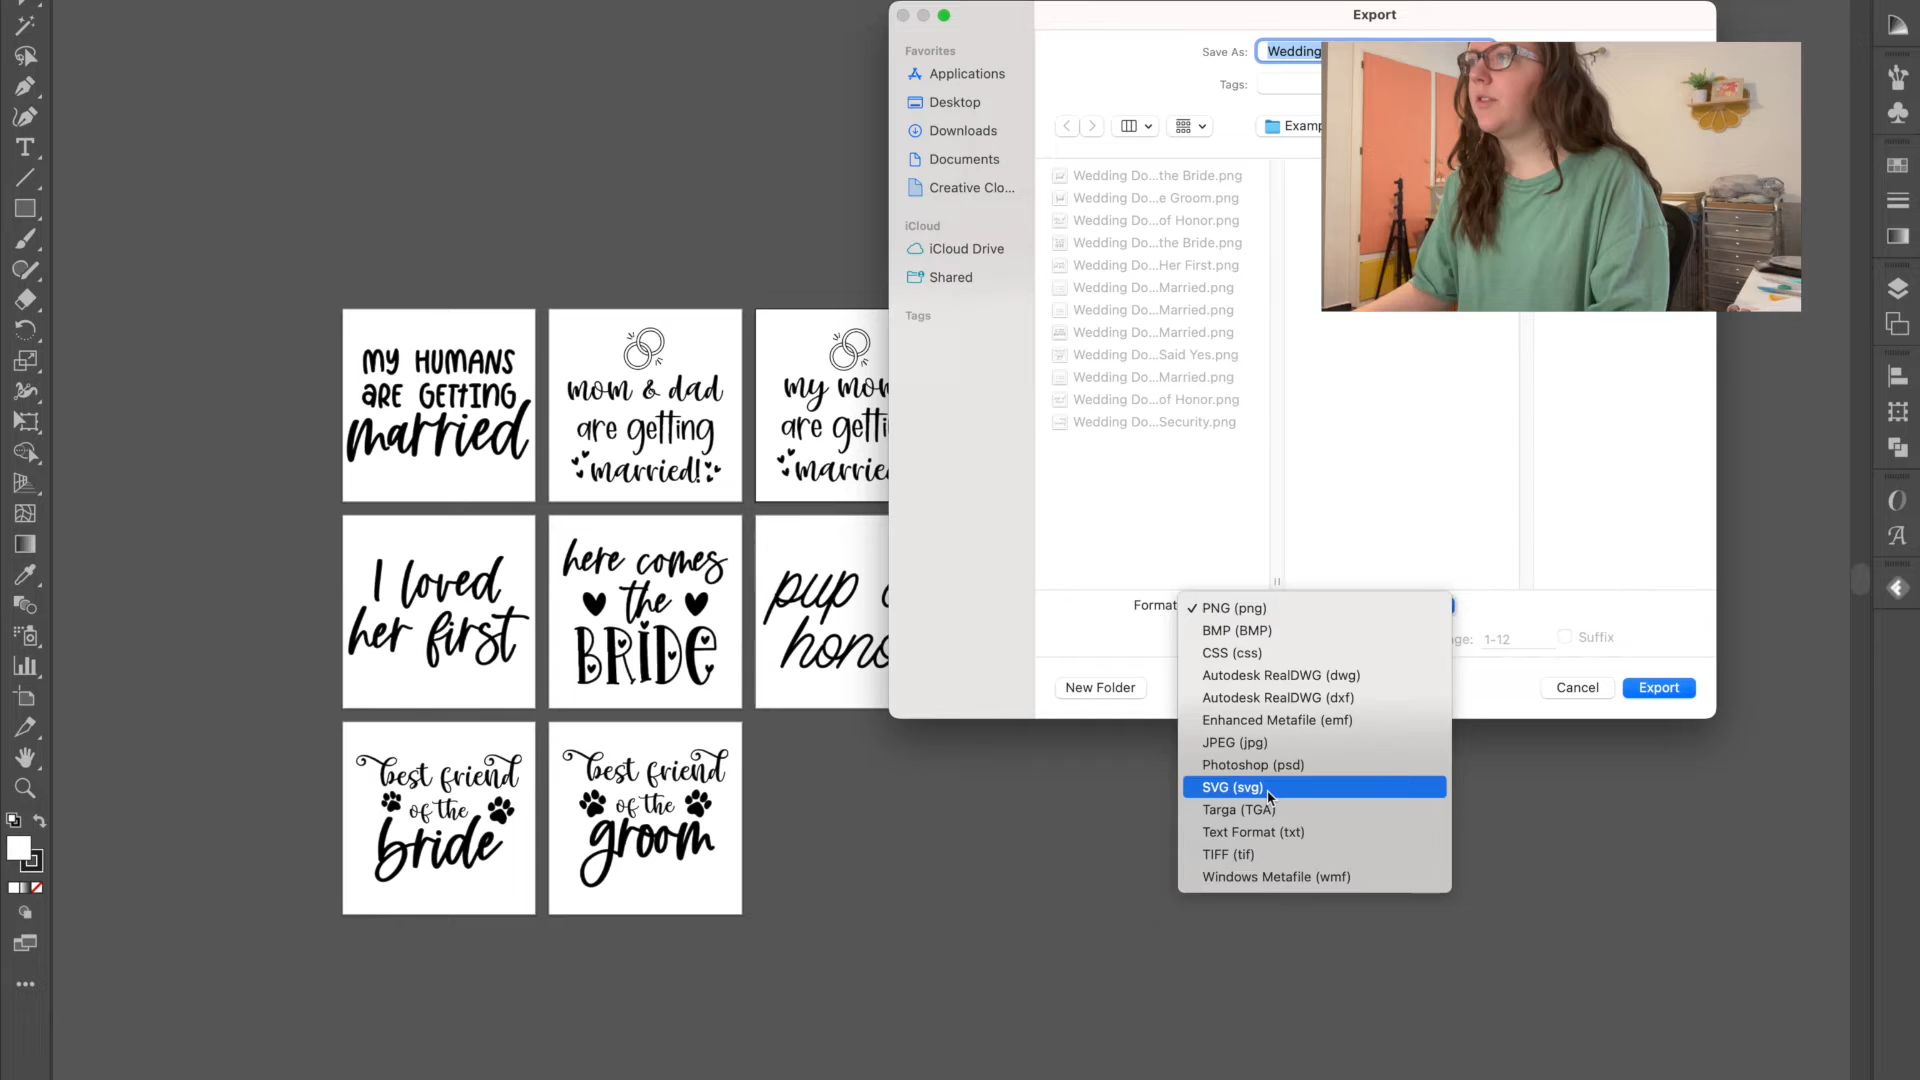 Export
Favorites
Applications
Desktop
Downloads
Documents
Creative Clo...
iCloud
iCloud Drive
Shared
Tags
Save As: Wedding
Tags:
Examp
Wedding Do...the Bride.png
Wedding Do...e Groom.png
Wedding Do...of Honor.png
Wedding Do...the Bride.png
Wedding Do...Her First.png
Wedding Do...Married.png
Wedding Do...Married.png
Wedding Do...Married.png
Wedding Do...Said Yes.png
Wedding Do...Married.png
Wedding Do...of Honor.png
Wedding Do...Security.png
Format
PNG (png)
BMP (BMP)
CSS (css)
Autodesk RealDWG (dwg)
Autodesk RealDWG (dxf)
Enhanced Metafile (emf)
JPEG (jpg)
Photoshop (psd)
SVG (svg)
Targa (TGA)
Text Format (txt)
TIFF (tif)
Windows Metafile (wmf)
nge: 1-12 Suffix
New Folder
Cancel
Export
MY HUMANS
ARE GETTING
married
mom & dad
are getting
married!
my mom
are getti
married
I loved
her first
here comes
the
BRIDE
pup o
hono
best friend
of the
bride
best friend
of the
groom